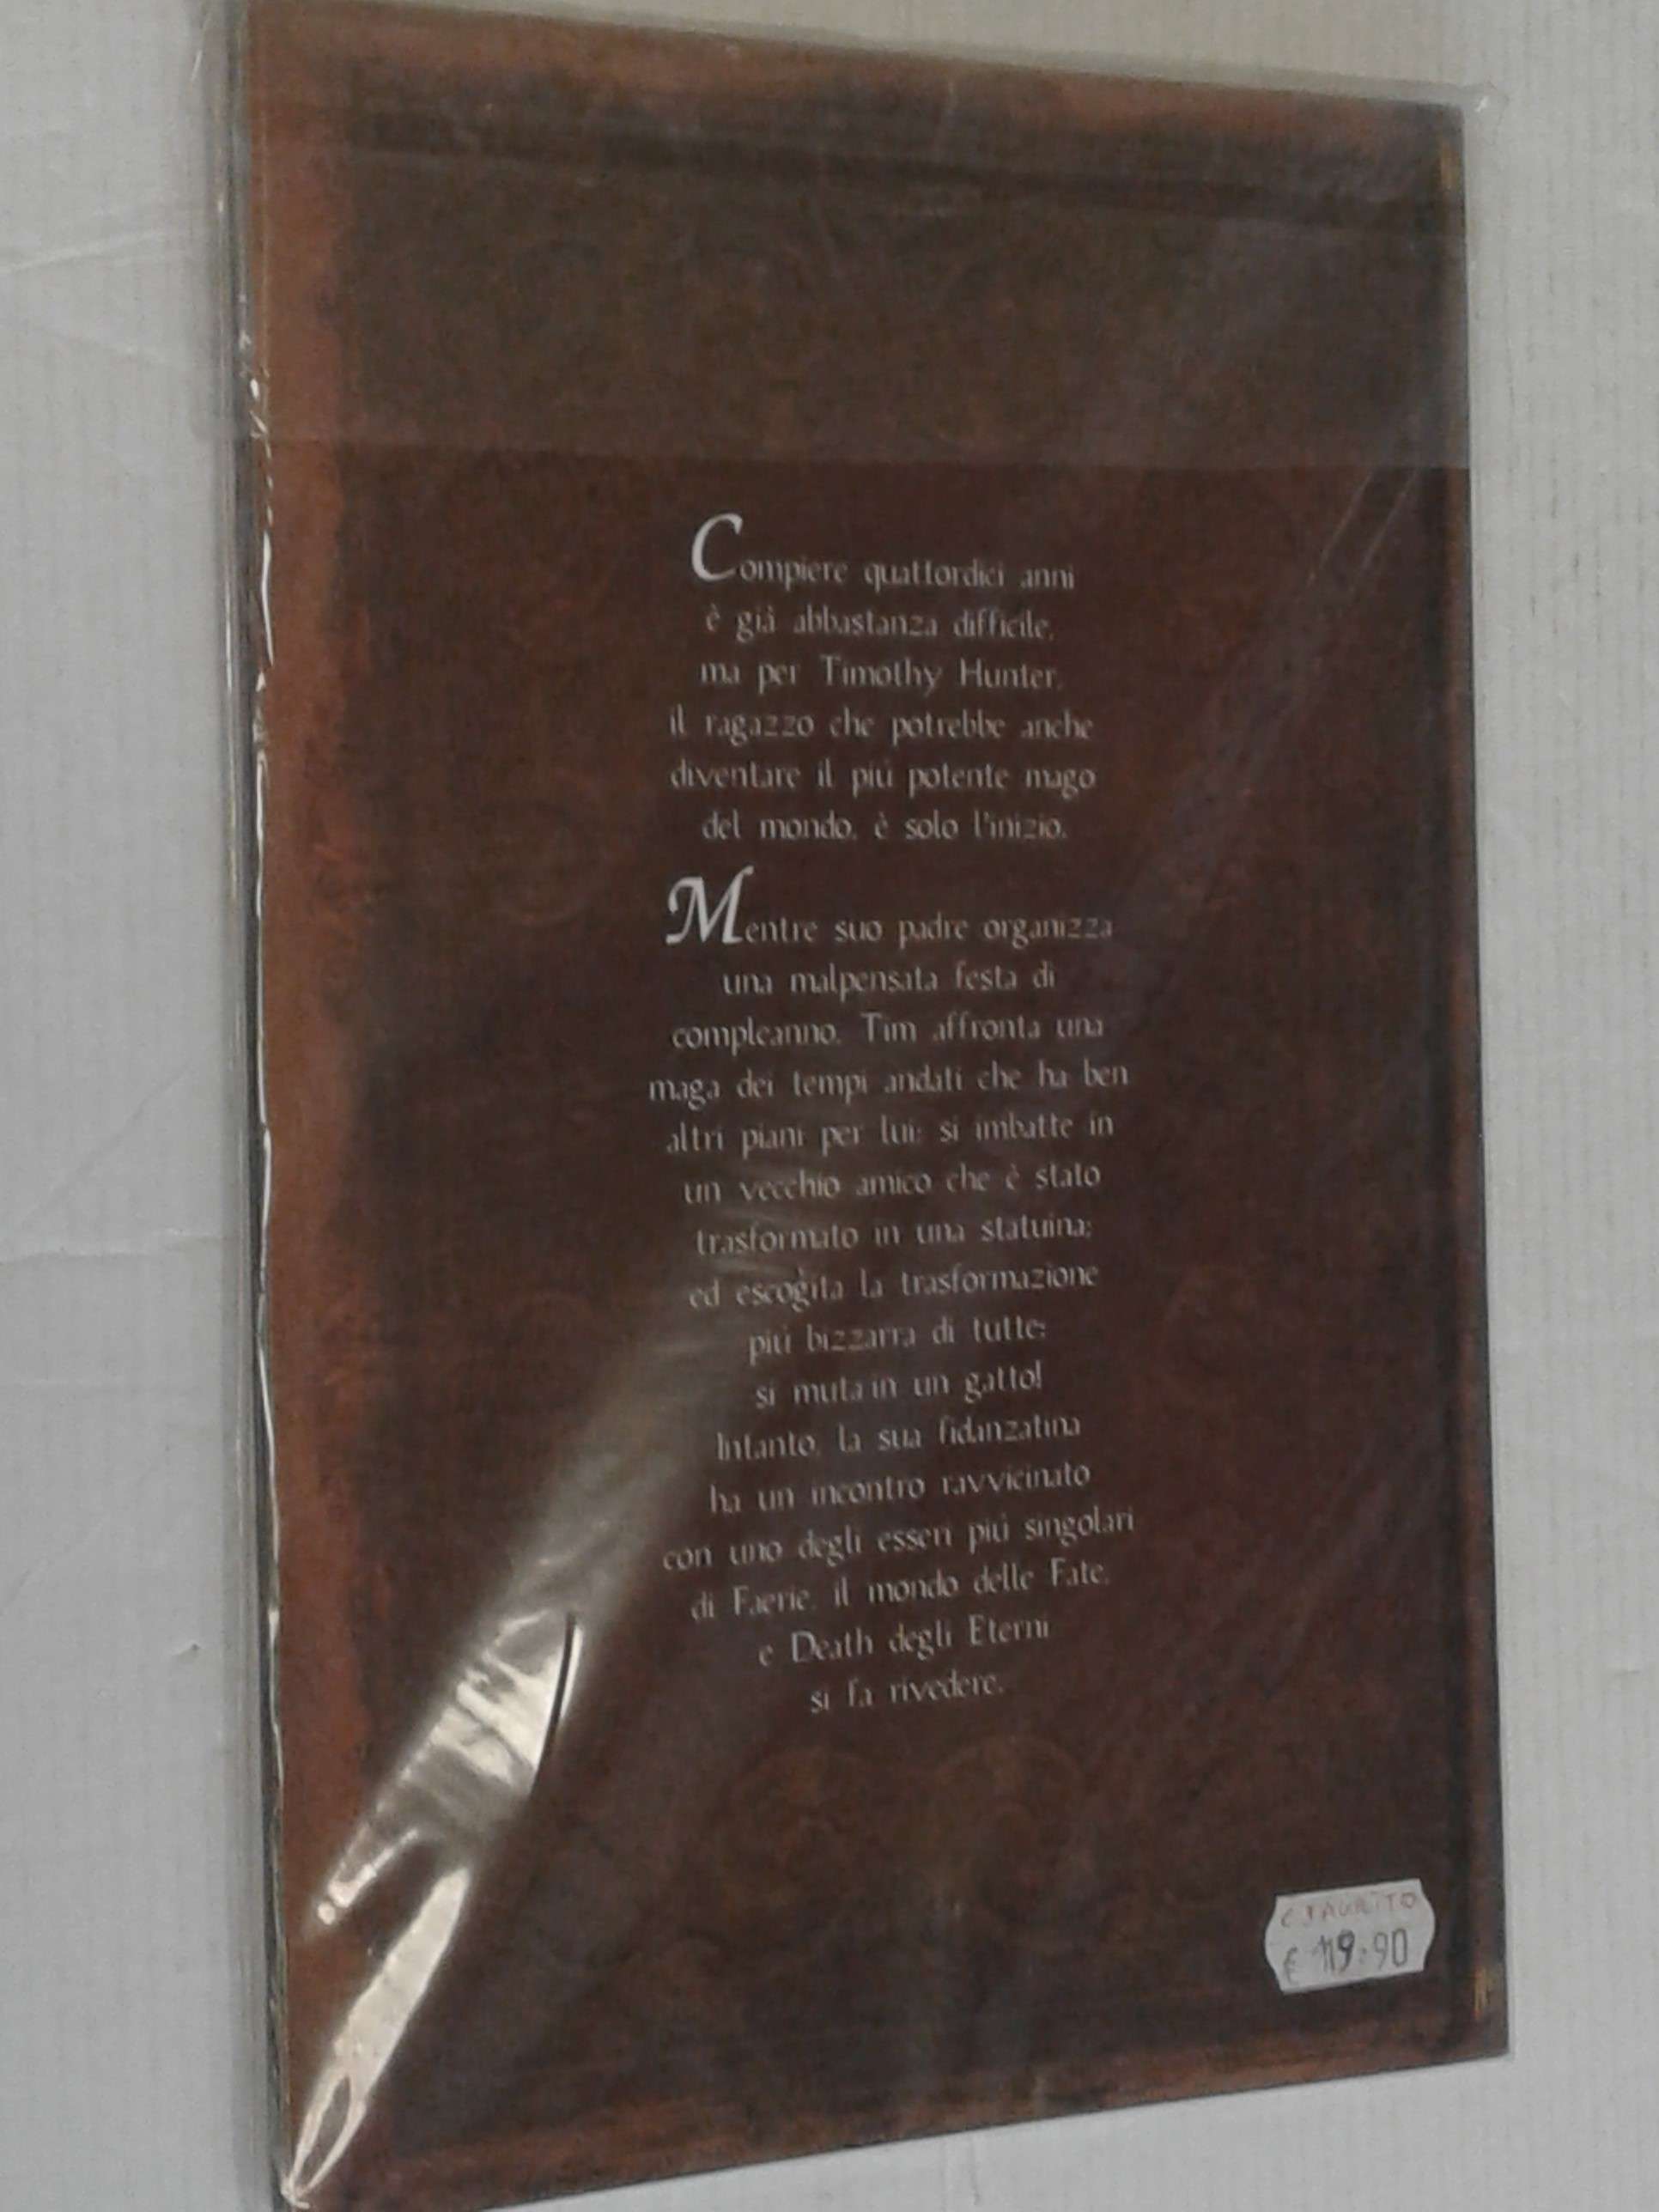 Compiere quattordici anni
è già abbastanza difficile,
ma per Timothy Hunter,
il ragazzo che potrebbe anche
diventare il più potente mago
del mondo, è solo l'inizio.
Mentre suo padre organizza
una malpensata festa di
compleanno, Tim affronta una
maga dei tempi andati che ha ben
altri piani per lui; si imbatte in
un vecchio amico che è stato
trasformato in una statuina;
ed escogita la trasformazione
più bizzarra di tutte:
si muta in un gatto!
Intanto, la sua fidanzatina
ha un incontro ravvicinato
con uno degli esseri più singolari
di Faerie, il mondo delle Fate,
e Death degli Eterni
si fa rivedere.
€ 9.90